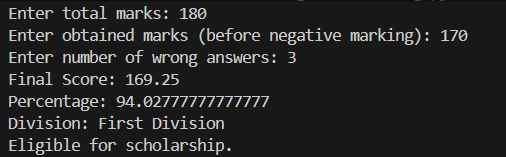 Enter total marks: 180
Enter obtained marks (before negative marking): 170
Enter number of wrong answers: 3
Final Score: 169.25
Percentage: 94.02777777777777
Division: First Division
Eligible for scholarship.